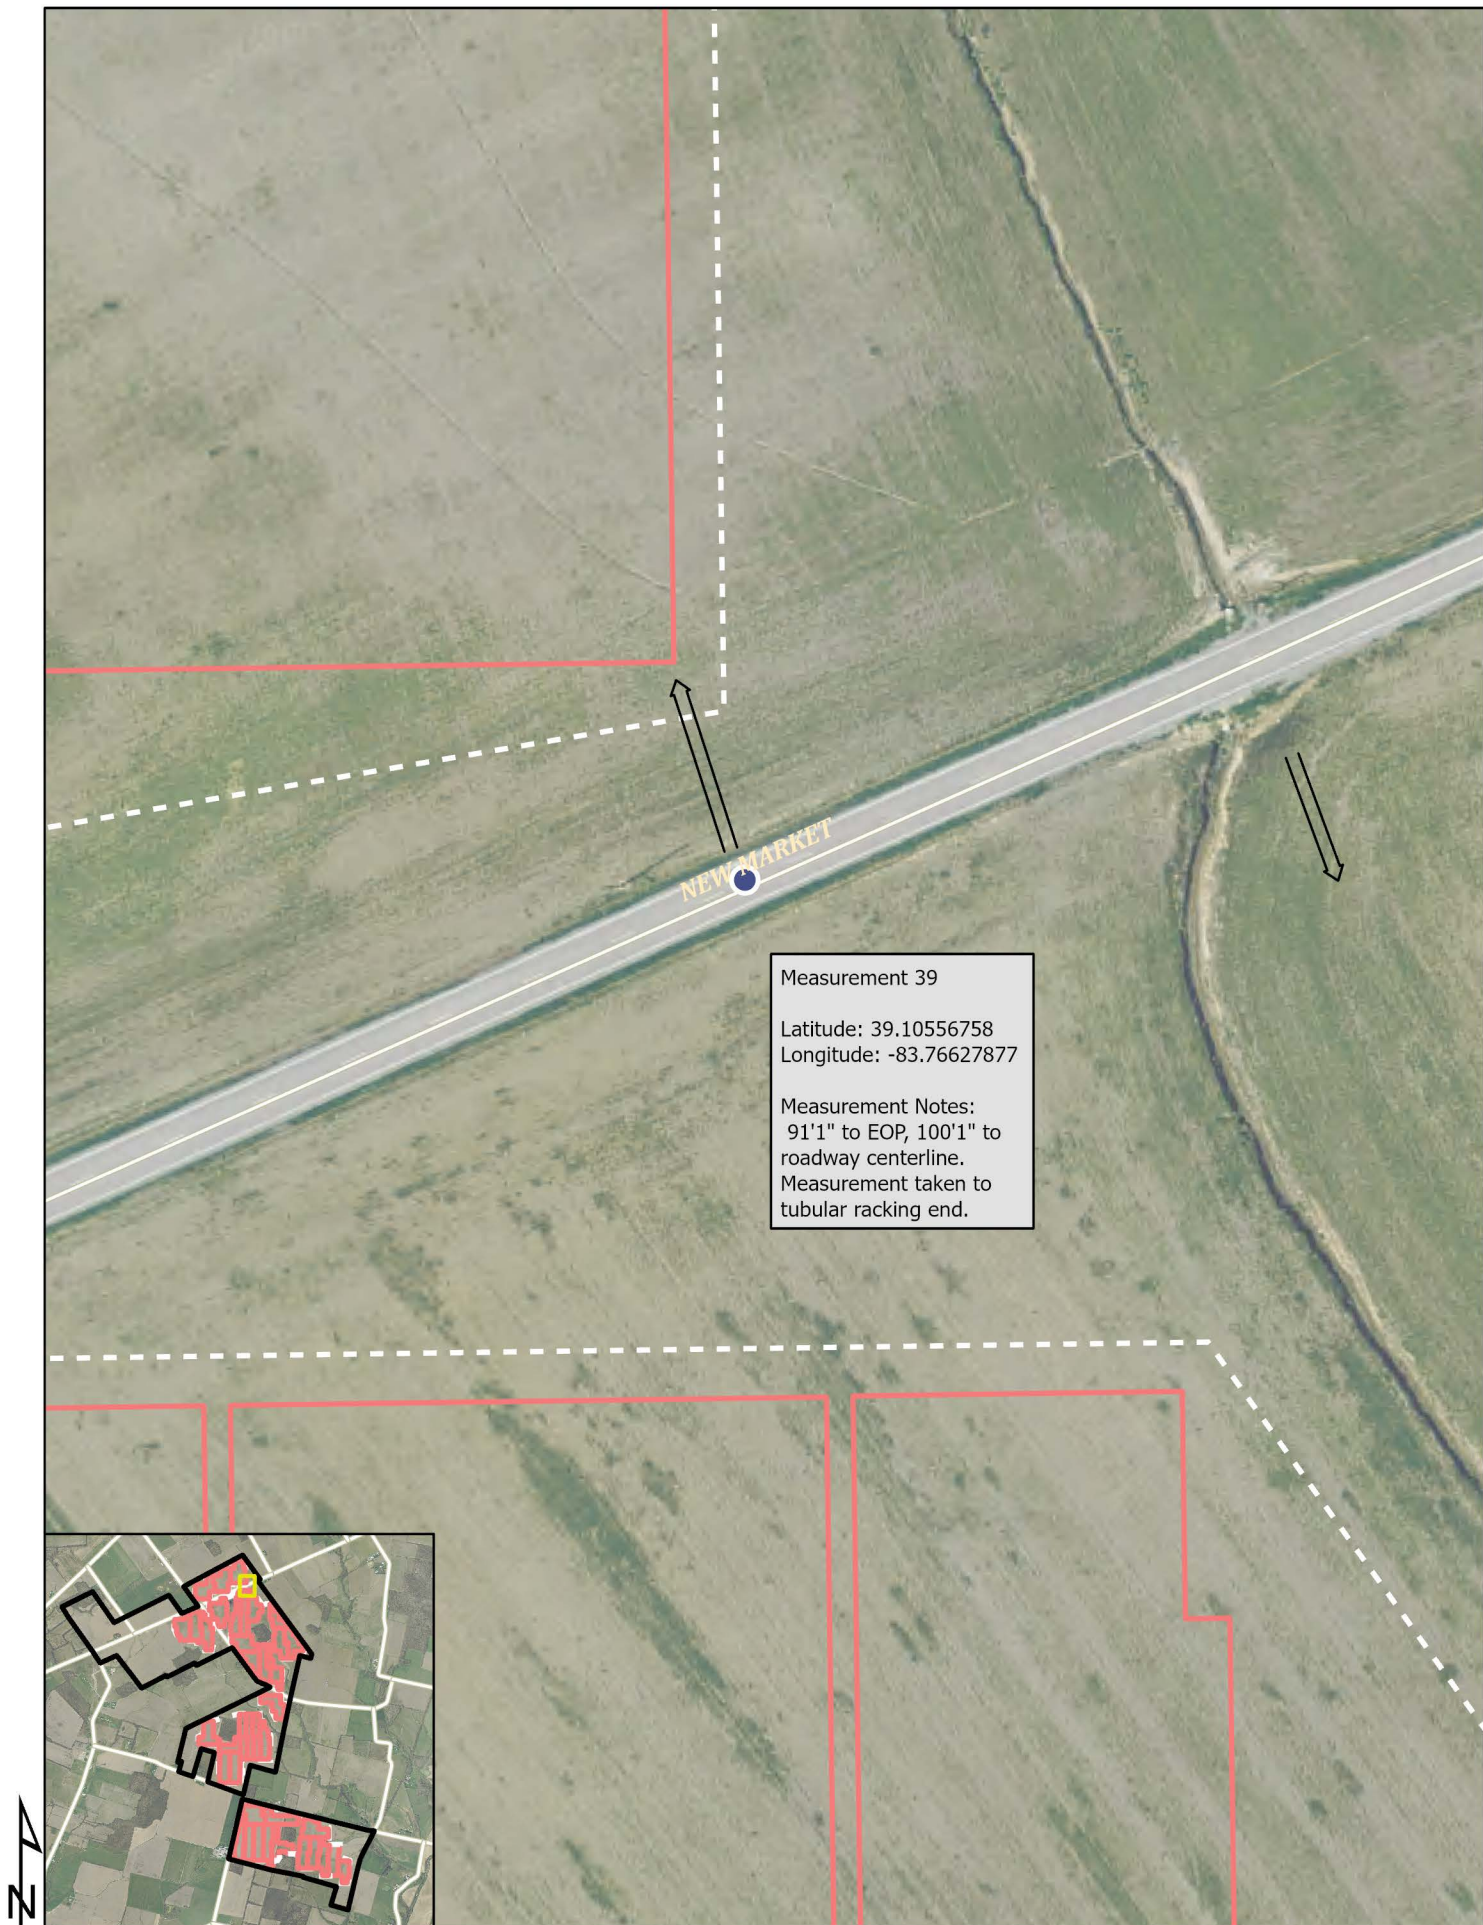 NEW MARKET
Measurement 39
Latitude: 39.10556758
Longitude: -83.76627877
Measurement Notes:
91'1" to EOP, 100'1" to
roadway centerline.
Measurement taken to
tubular racking end.
N